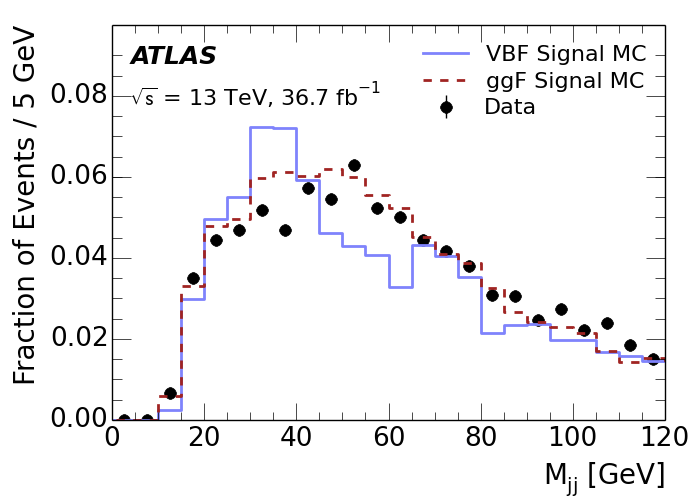 ATLAS
√s = 13 TeV, 36.7 fb⁻¹
VBF Signal MC
ggF Signal MC
Data
Fraction of Events / 5 GeV
0.08
0.06
0.04
0.02
0.00
0 20 40 60 80 100 120
M_jj [GeV]